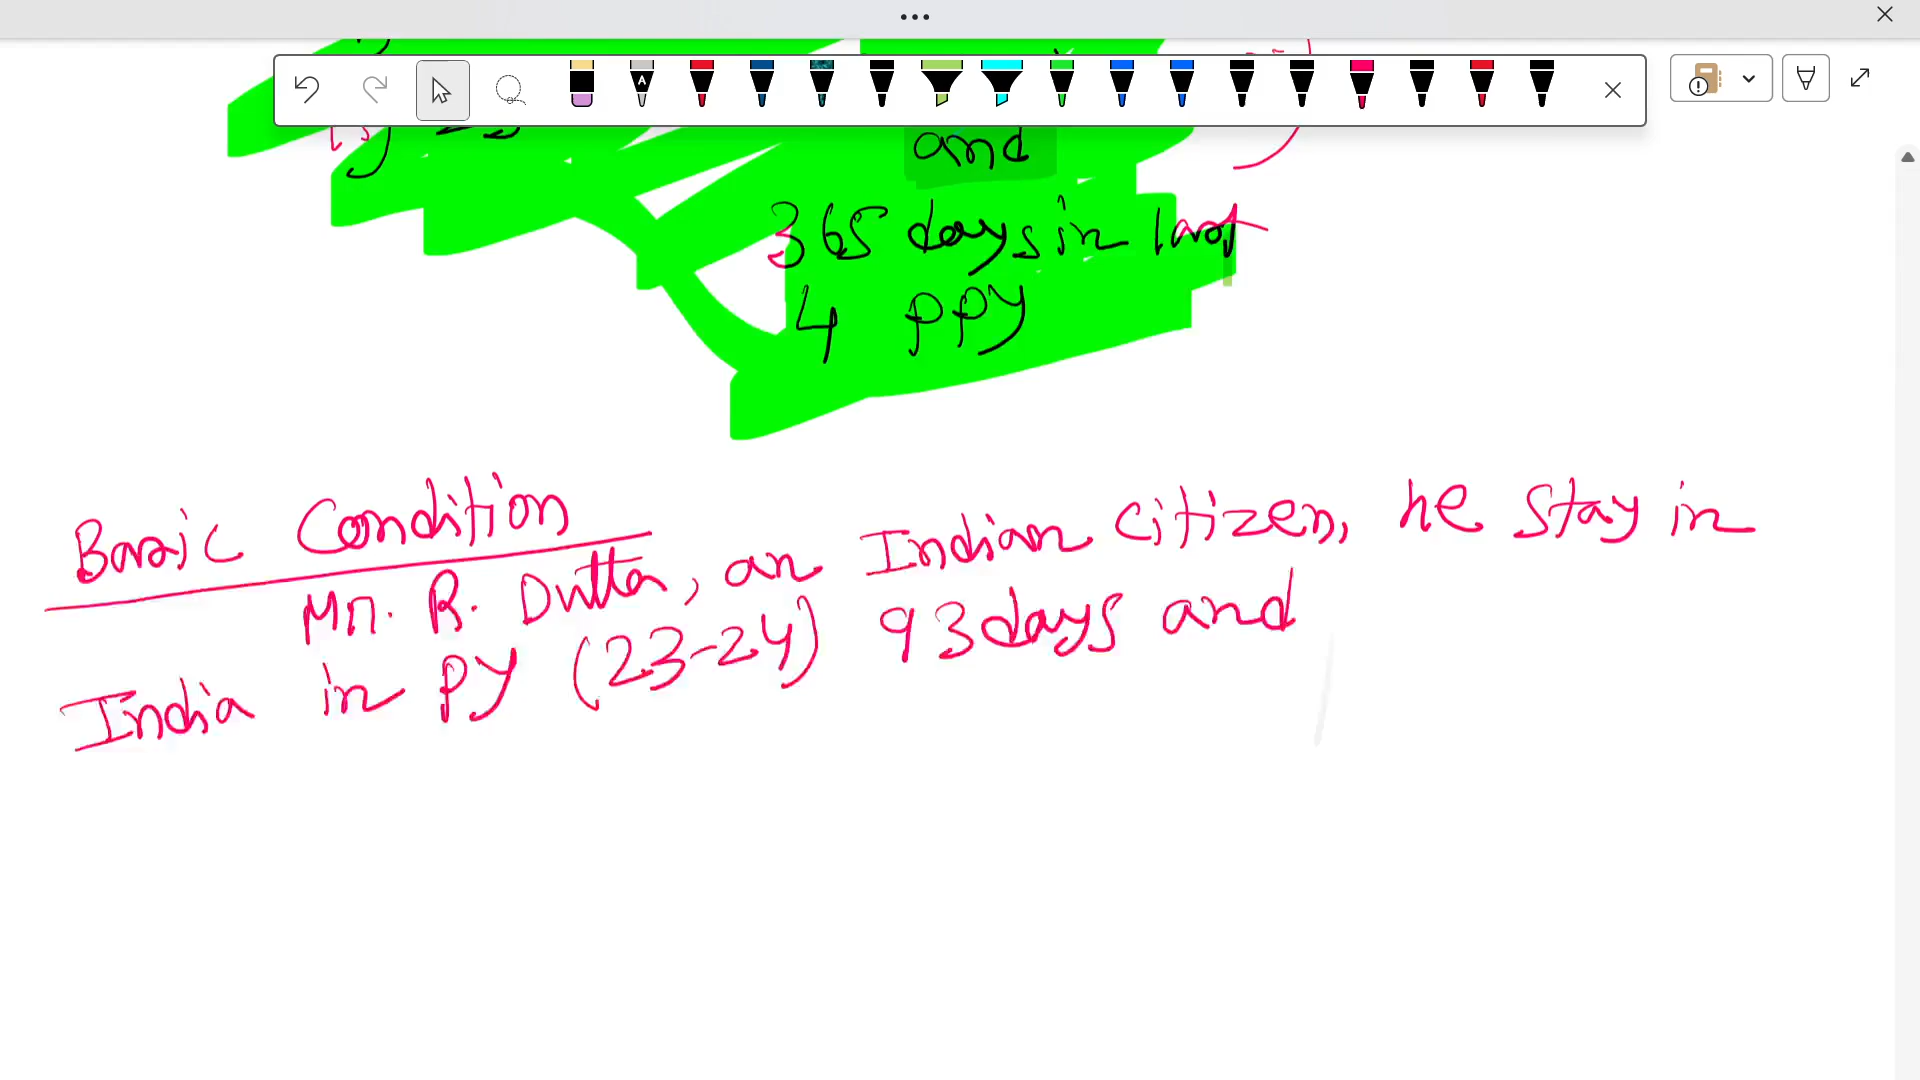 and
365 days in last
4 PPY
Basic Condition
Mr. R. Dutta, an Indian Citizen, he stay in
India in PY (23-24) 93 days and